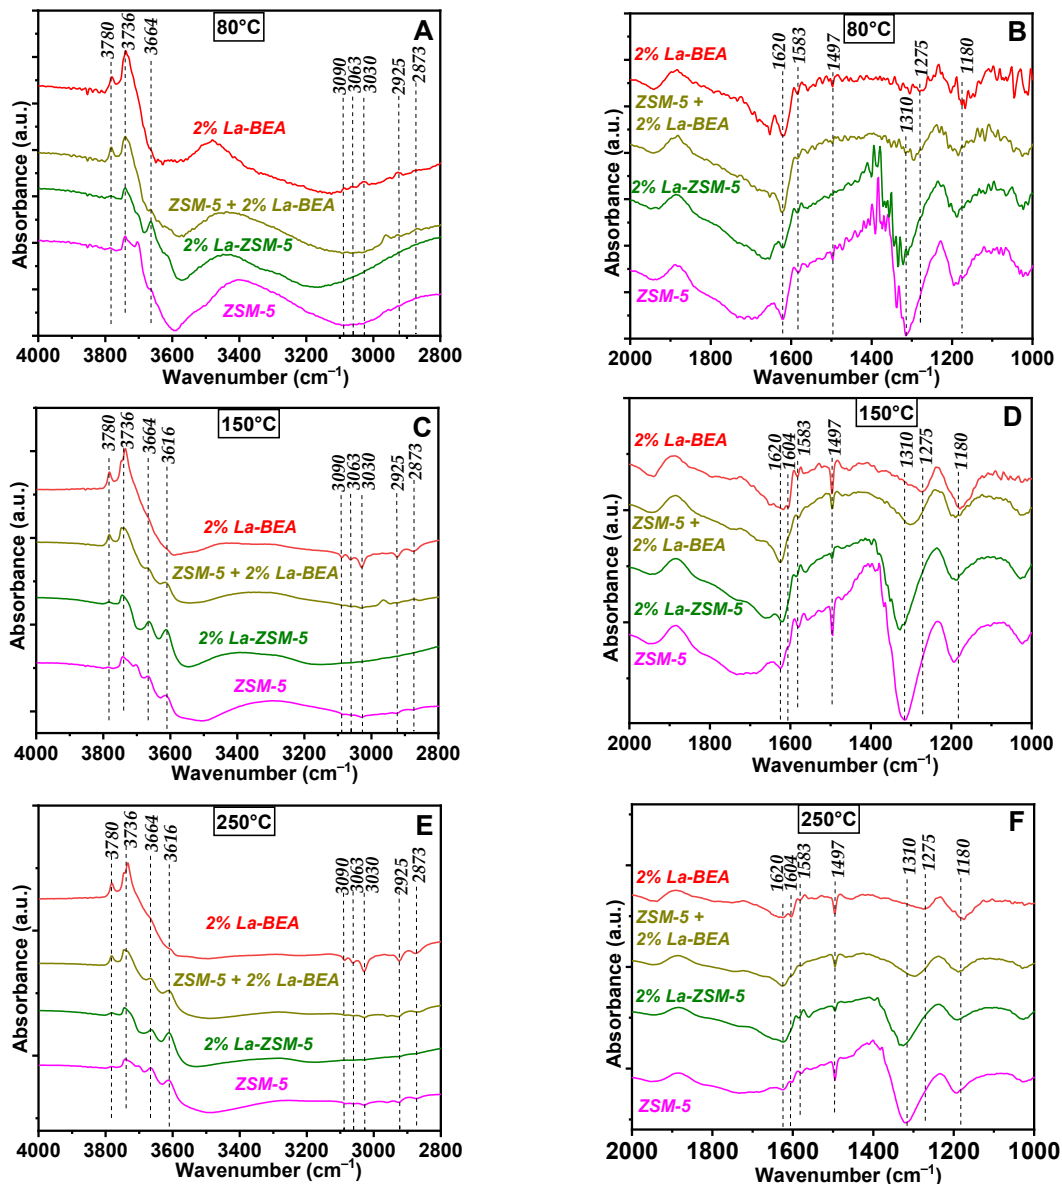 80°C
A
3780
3736
3664
3090
3063
3030
2925
2873
2% La-BEA
ZSM-5 + 2% La-BEA
2% La-ZSM-5
ZSM-5
Absorbance (a.u.)
4000 3800 3600 3400 3200 3000 2800
Wavenumber (cm⁻¹)
80°C
B
1620
1583
1497
1310
1275
1180
2% La-BEA
ZSM-5 +
2% La-BEA
2% La-ZSM-5
ZSM-5
Absorbance (a.u.)
2000 1800 1600 1400 1200 1000
Wavenumber (cm⁻¹)
150°C
C
3780
3736
3664
3616
3090
3063
3030
2925
2873
2% La-BEA
ZSM-5 + 2% La-BEA
2% La-ZSM-5
ZSM-5
Absorbance (a.u.)
4000 3800 3600 3400 3200 3000 2800
Wavenumber (cm⁻¹)
150°C
D
1620
1604
1583
1497
1310
1275
1180
2% La-BEA
ZSM-5 +
2% La-BEA
2% La-ZSM-5
ZSM-5
Absorbance (a.u.)
2000 1800 1600 1400 1200 1000
Wavenumber (cm⁻¹)
250°C
E
3780
3736
3664
3616
3090
3063
3030
2925
2873
2% La-BEA
ZSM-5 + 2% La-BEA
2% La-ZSM-5
ZSM-5
Absorbance (a.u.)
4000 3800 3600 3400 3200 3000 2800
Wavenumber (cm⁻¹)
250°C
F
1620
1604
1583
1497
1310
1275
1180
2% La-BEA
ZSM-5 +
2% La-BEA
2% La-ZSM-5
ZSM-5
Absorbance (a.u.)
2000 1800 1600 1400 1200 1000
Wavenumber (cm⁻¹)